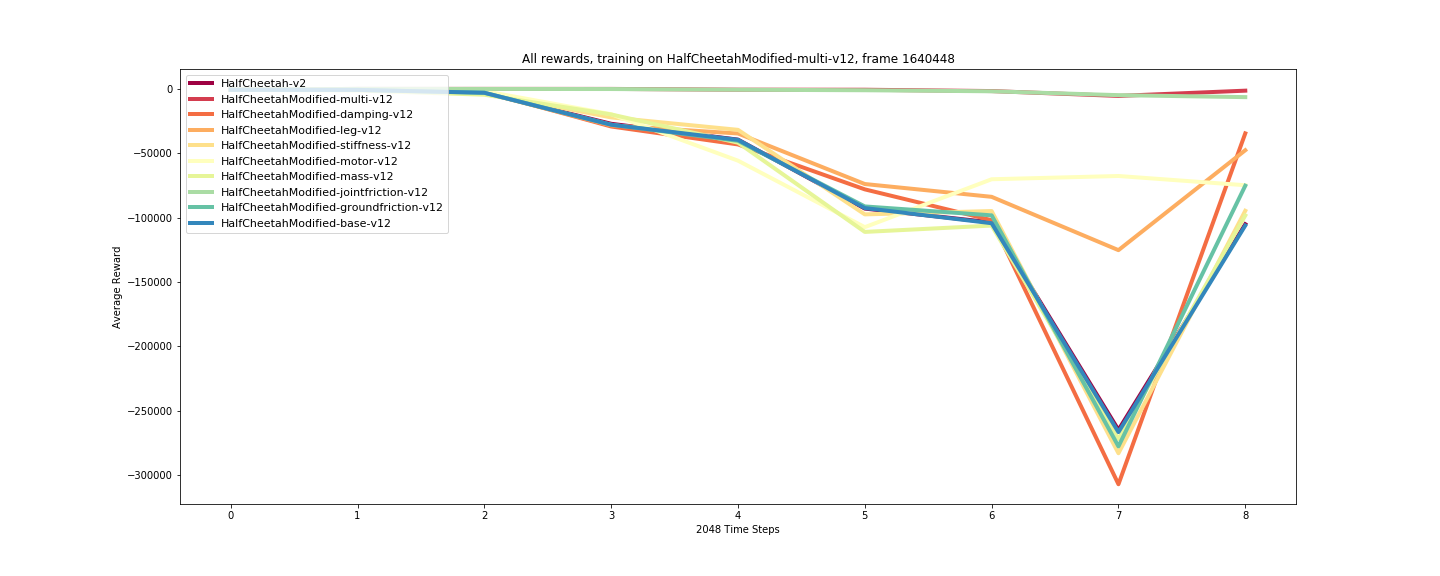 All rewards, training on HalfCheetahModified-multi-v12, frame 1640448
HalfCheetah-v2
HalfCheetahModified-multi-v12
HalfCheetahModified-damping-v12
HalfCheetahModified-leg-v12
HalfCheetahModified-stiffness-v12
HalfCheetahModified-motor-v12
HalfCheetahModified-mass-v12
HalfCheetahModified-jointfriction-v12
HalfCheetahModified-groundfriction-v12
HalfCheetahModified-base-v12
Average Reward
0
−50000
−100000
−150000
−200000
−250000
−300000
0 1 2 3 4 5 6 7 8
2048 Time Steps